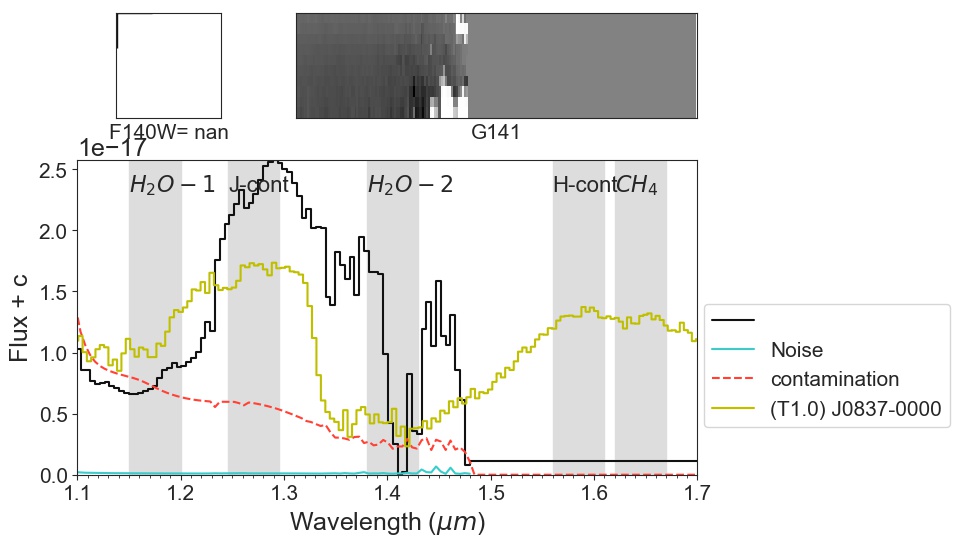 F140W= nan
G141
1e−17
H₂O − 1 J-cont H₂O − 2 H-cont CH₄
2.5
2.0
1.5
1.0
0.5
0.0
Flux + c
1.1 1.2 1.3 1.4 1.5 1.6 1.7
Wavelength (μm)
Noise
contamination
(T1.0) J0837-0000